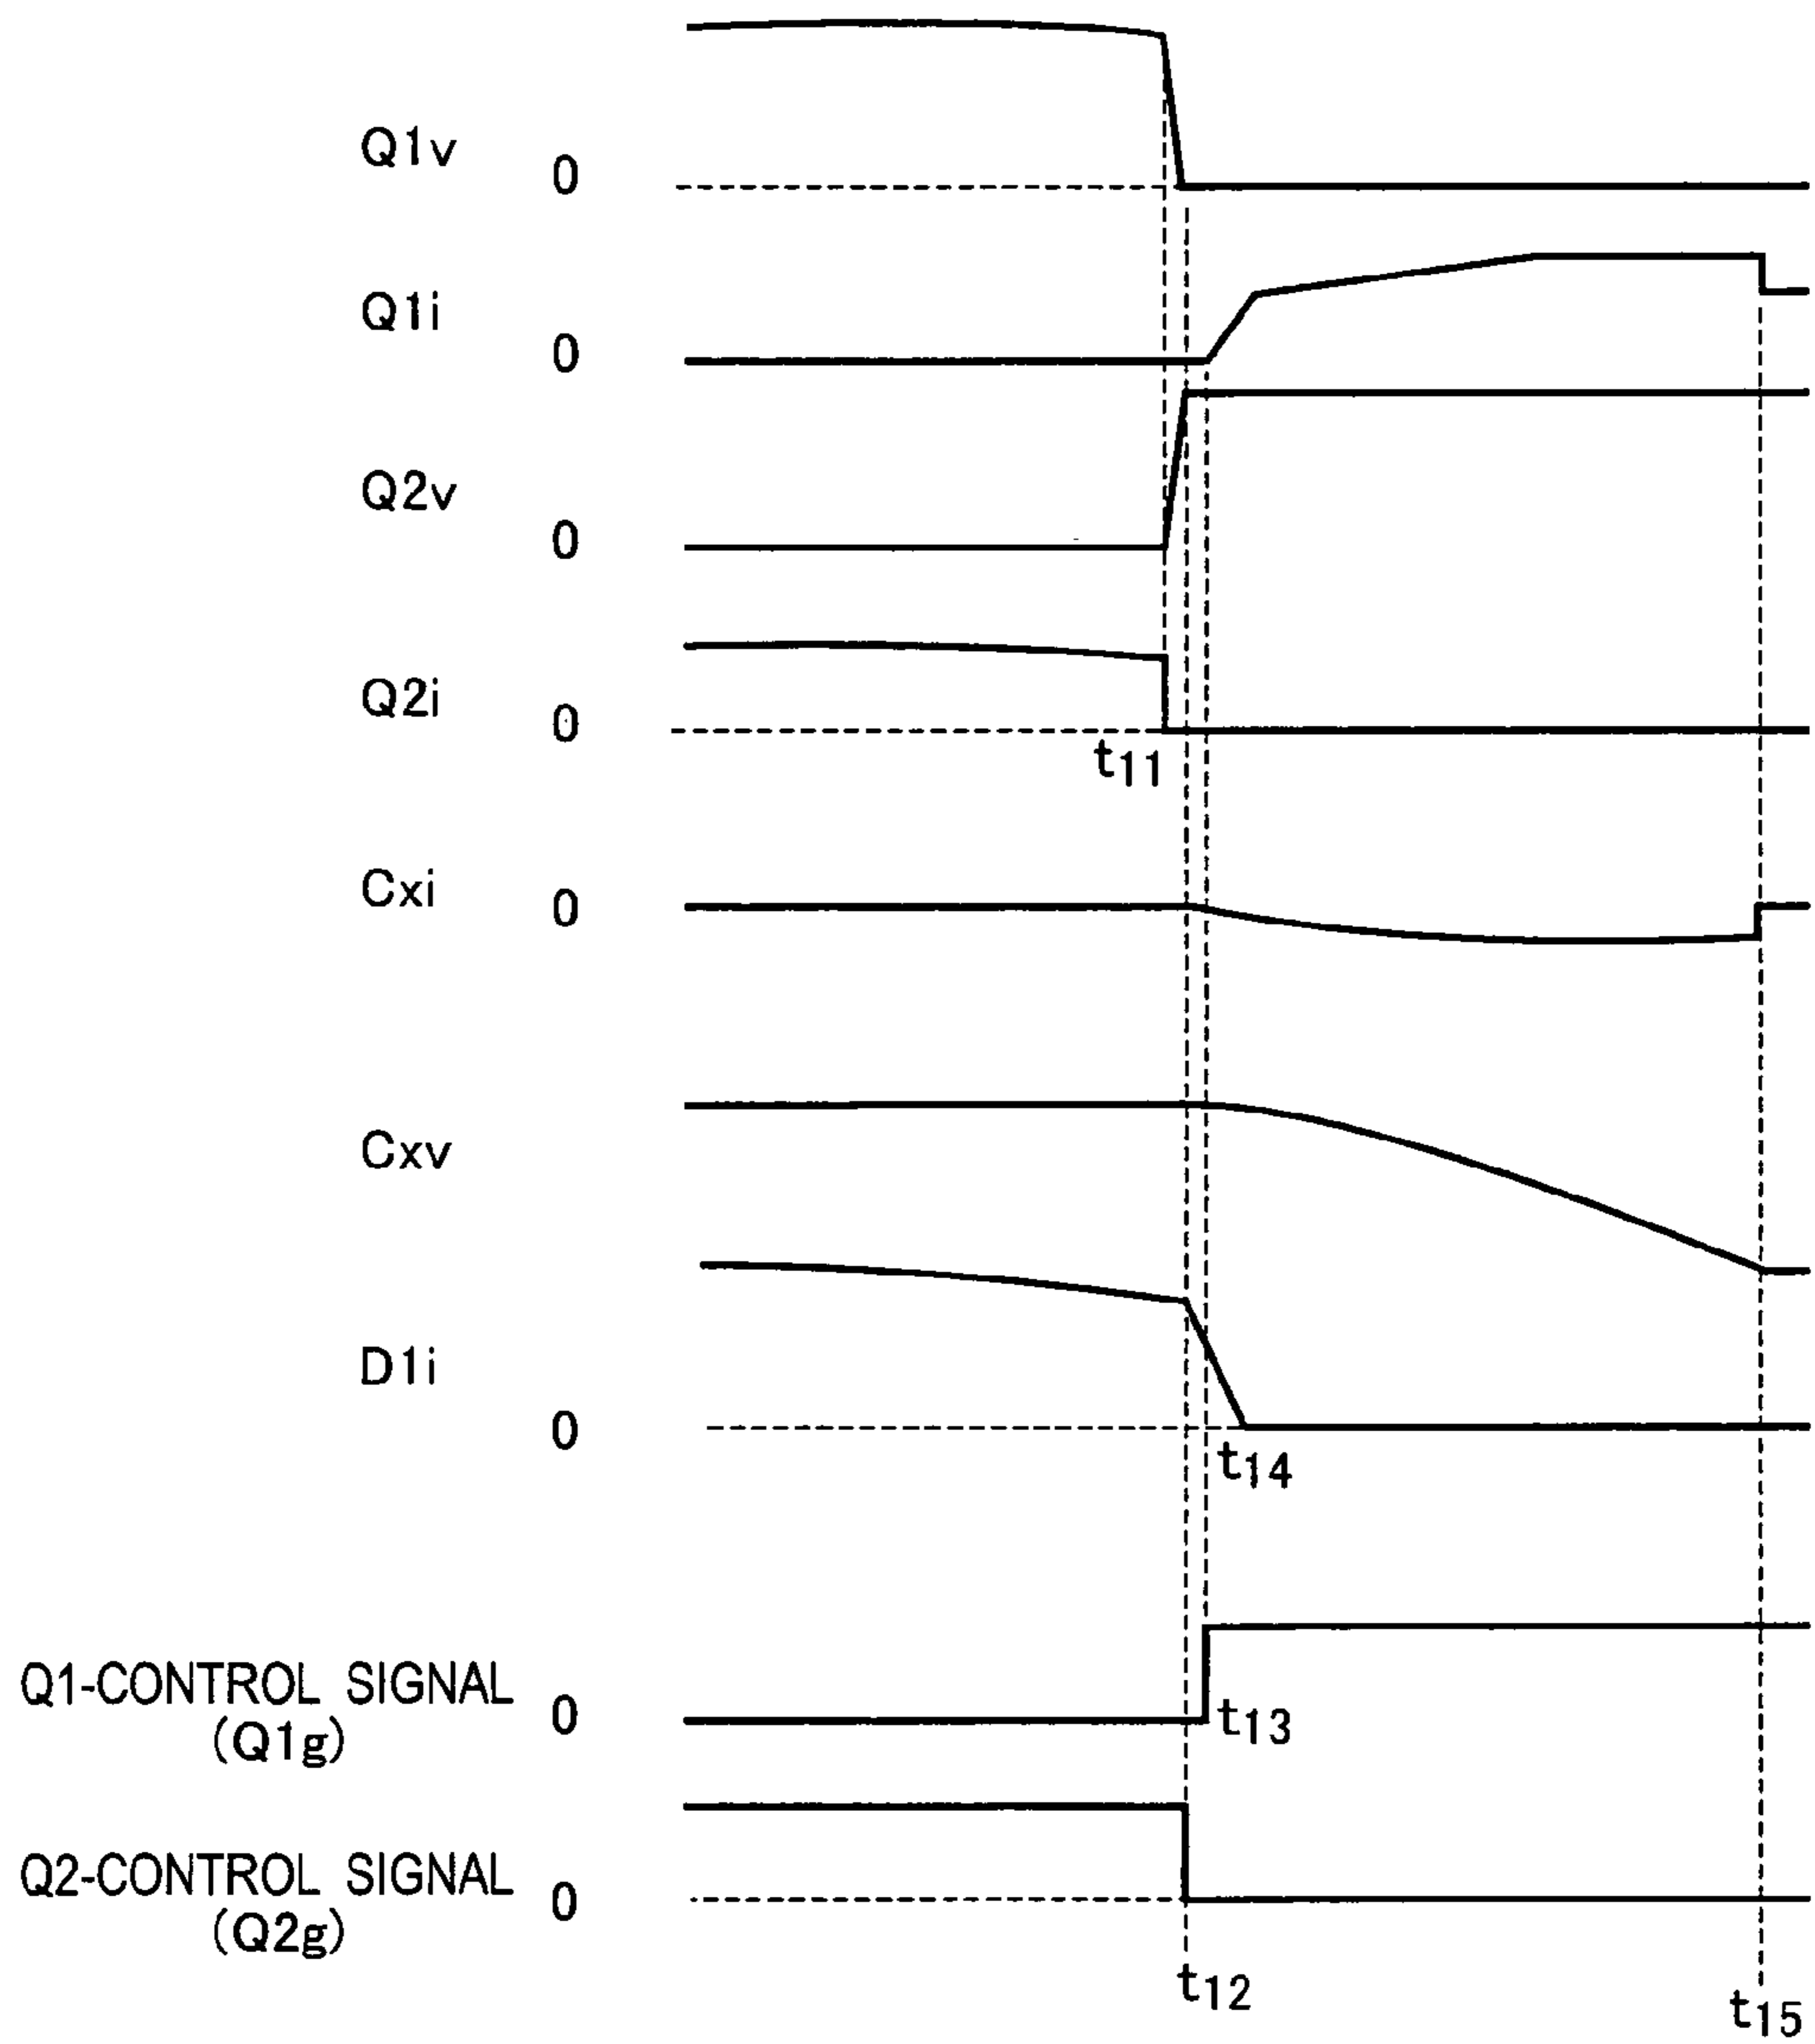 Q1v 0
Q1i 0
Q2v 0
Q2i 0
t11
Cxi 0
Cxv
D1i 0
t14
Q1-CONTROL SIGNAL 0
(Q1g)
t13
Q2-CONTROL SIGNAL 0
(Q2g)
t12
t15